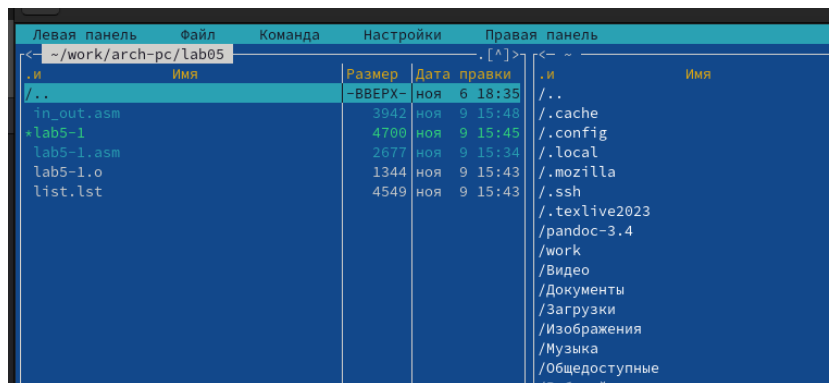 Левая панель Файл Команда Настройки Правая панель
<─ ~/work/arch-pc/lab05 .[^]> <─ ~
.и Имя Размер Дата правки .и Имя
/.. -ВВЕРХ- ноя 6 18:35 /..
in_out.asm 3942 ноя 9 15:48 /.cache
*lab5-1 4700 ноя 9 15:45 /.config
lab5-1.asm 2677 ноя 9 15:34 /.local
lab5-1.o 1344 ноя 9 15:43 /.mozilla
list.lst 4549 ноя 9 15:43 /.ssh
/.texlive2023
/pandoc-3.4
/work
/Видео
/Документы
/Загрузки
/Изображения
/Музыка
/Общедоступные